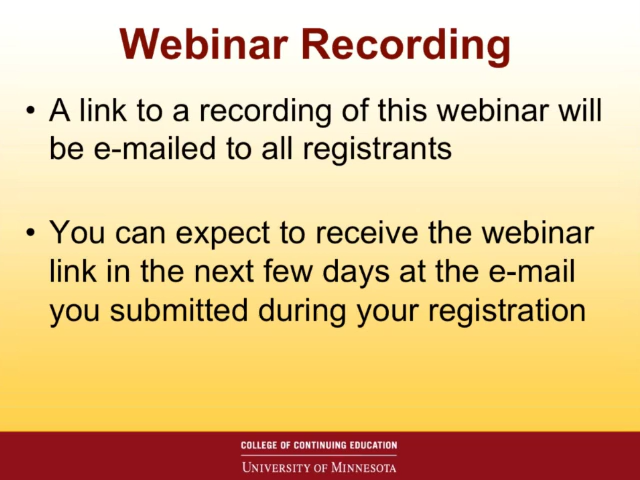 Webinar Recording
• A link to a recording of this webinar will
be e-mailed to all registrants
• You can expect to receive the webinar
link in the next few days at the e-mail
you submitted during your registration
COLLEGE OF CONTINUING EDUCATION
UNIVERSITY OF MINNESOTA